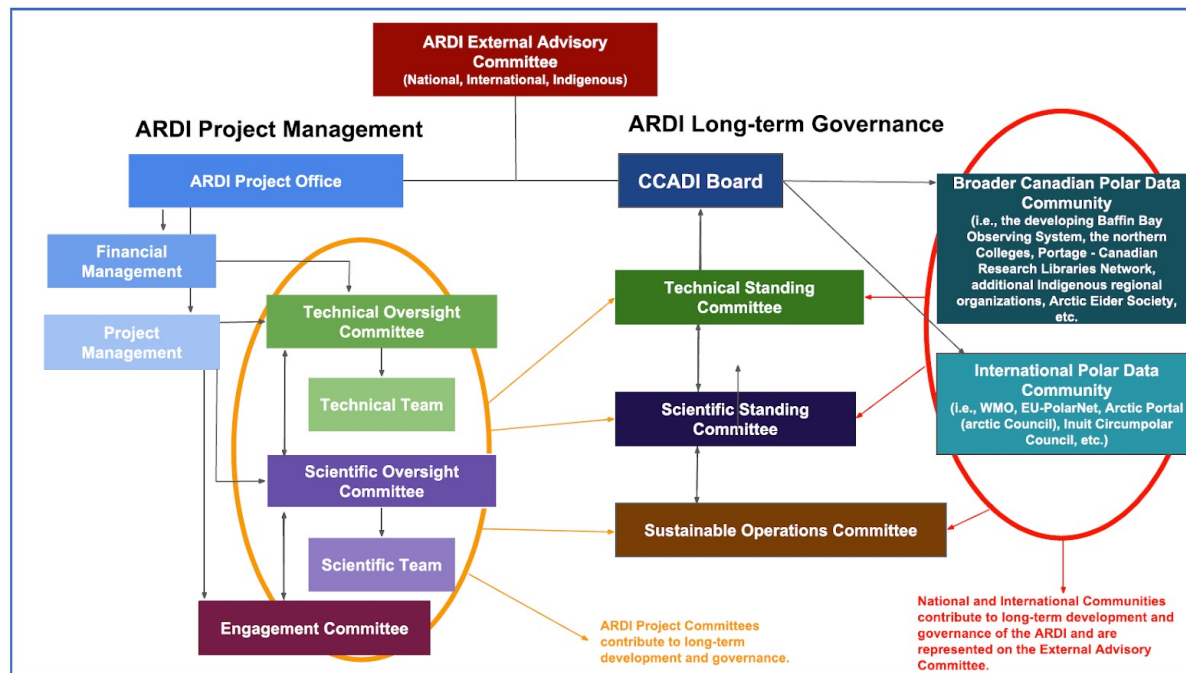 ARDI External Advisory
Committee
(National, International, Indigenous)
ARDI Project Management
ARDI Long-term Governance
ARDI Project Office
CCADI Board
Broader Canadian Polar Data
Community
(i.e., the developing Baffin Bay
Observing System, the northern
Colleges, Portage - Canadian
Research Libraries Network,
additional Indigenous regional
organizations, Arctic Eider Society,
etc.
Financial
Management
Technical Oversight
Committee
Technical Standing
Committee
Project
Management
Technical Team
International Polar Data
Community
(i.e., WMO, EU-PolarNet, Arctic Portal
(arctic Council), Inuit Circumpolar
Council, etc.)
Scientific Standing
Committee
Scientific Oversight
Committee
Sustainable Operations Committee
Scientific Team
Engagement Committee
ARDI Project Committees
contribute to long-term
development and governance.
National and International Communities
contribute to long-term development and
governance of the ARDI and are
represented on the External Advisory
Committee.